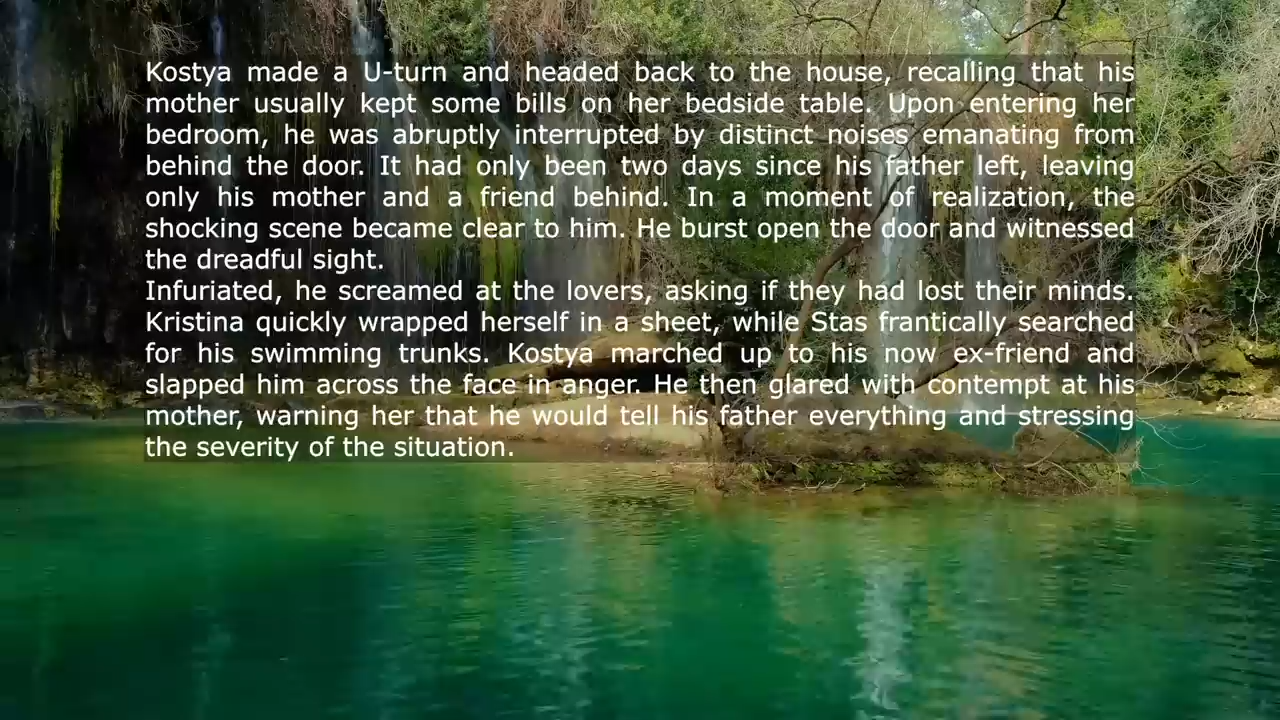 Kostya made a U-turn and headed back to the house, recalling that his
mother usually kept some bills on her bedside table. Upon entering her
bedroom, he was abruptly interrupted by distinct noises emanating from
behind the door. It had only been two days since his father left, leaving
only his mother and a friend behind. In a moment of realization, the
shocking scene became clear to him. He burst open the door and witnessed
the dreadful sight.
Infuriated, he screamed at the lovers, asking if they had lost their minds.
Kristina quickly wrapped herself in a sheet, while Stas frantically searched
for his swimming trunks. Kostya marched up to his now ex-friend and
slapped him across the face in anger. He then glared with contempt at his
mother, warning her that he would tell his father everything and stressing
the severity of the situation.